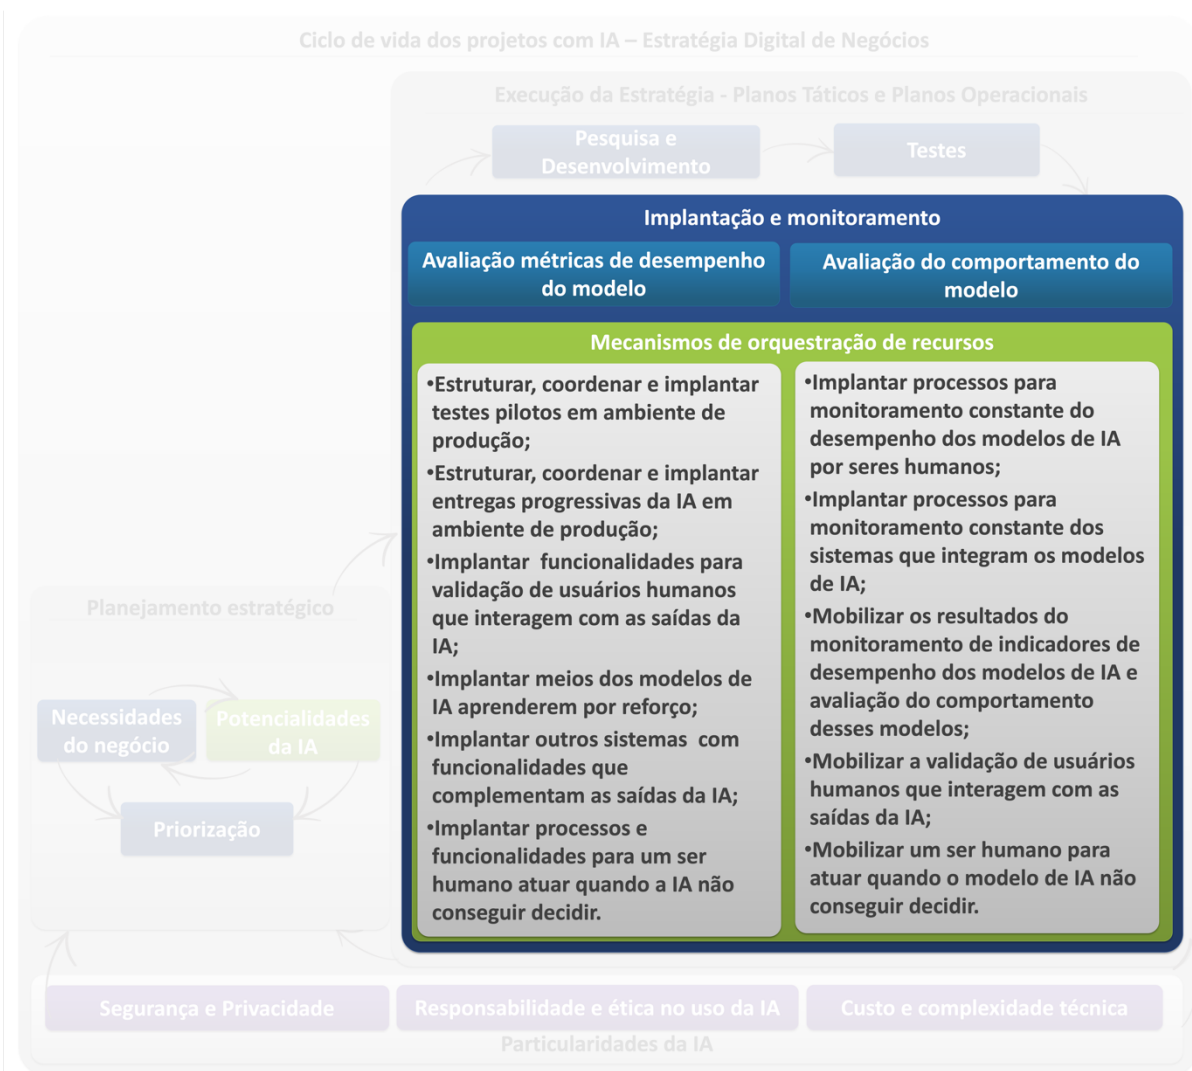 Ciclo de vida dos projetos com IA – Estratégia Digital de Negócios
Execução da Estratégia - Planos Táticos e Planos Operacionais
Pesquisa e
Desenvolvimento
Testes
Implantação e monitoramento
Avaliação métricas de desempenho
do modelo
Avaliação do comportamento do
modelo
Mecanismos de orquestração de recursos
•Estruturar, coordenar e implantar
testes pilotos em ambiente de
produção;
•Estruturar, coordenar e implantar
entregas progressivas da IA em
ambiente de produção;
•Implantar  funcionalidades para
validação de usuários humanos
que interagem com as saídas da
IA;
•Implantar meios dos modelos de
IA aprenderem por reforço;
•Implantar outros sistemas  com
funcionalidades que
complementam as saídas da IA;
•Implantar processos e
funcionalidades para um ser
humano atuar quando a IA não
conseguir decidir.
•Implantar processos para
monitoramento constante do
desempenho dos modelos de IA
por seres humanos;
•Implantar processos para
monitoramento constante dos
sistemas que integram os modelos
de IA;
•Mobilizar os resultados do
monitoramento de indicadores de
desempenho dos modelos de IA e
avaliação do comportamento
desses modelos;
•Mobilizar a validação de usuários
humanos que interagem com as
saídas da IA;
•Mobilizar um ser humano para
atuar quando o modelo de IA não
conseguir decidir.
Planejamento estratégico
Necessidades
do negócio
Potencialidades
da IA
Priorização
Segurança e Privacidade
Responsabilidade e ética no uso da IA
Custo e complexidade técnica
Particularidades da IA